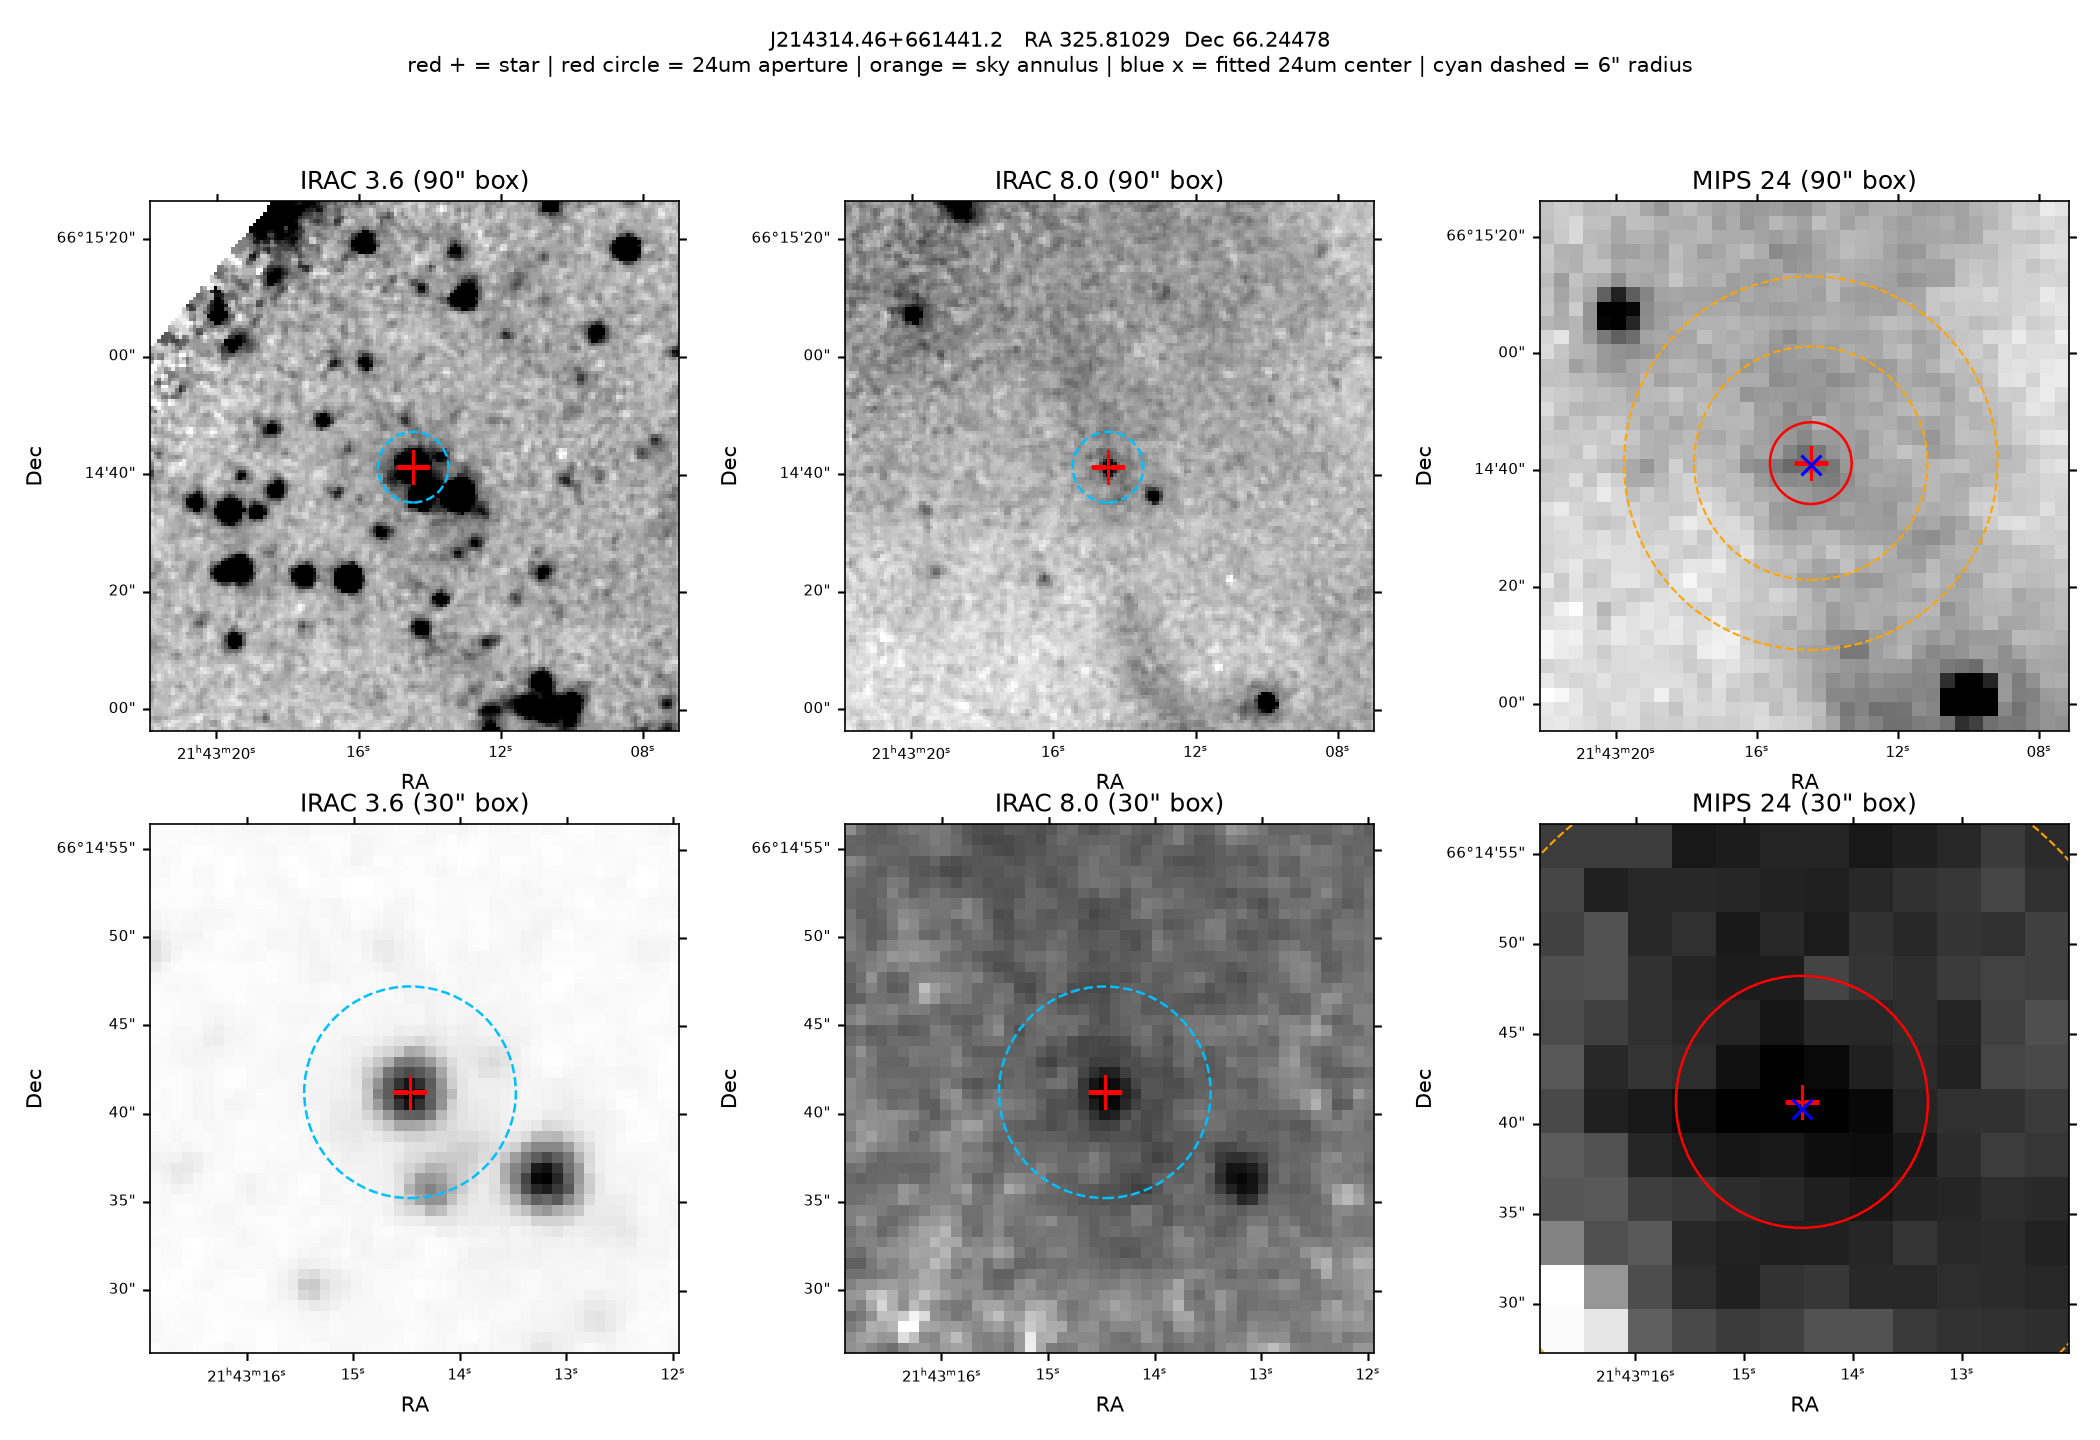 J214314.46+661441.2   RA 325.81029  Dec 66.24478
red + = star | red circle = 24um aperture | orange = sky annulus | blue x = fitted 24um center | cyan dashed = 6" radius
IRAC 3.6 (90" box)
66°15'20"
00"
14'40"
20"
00"
Dec
21ʰ43ᵐ20ˢ 16ˢ 12ˢ 08ˢ
RA
IRAC 8.0 (90" box)
66°15'20"
00"
14'40"
20"
00"
Dec
21ʰ43ᵐ20ˢ 16ˢ 12ˢ 08ˢ
RA
MIPS 24 (90" box)
66°15'20"
00"
14'40"
20"
00"
Dec
21ʰ43ᵐ20ˢ 16ˢ 12ˢ 08ˢ
RA
IRAC 3.6 (30" box)
66°14'55"
50"
45"
40"
35"
30"
Dec
21ʰ43ᵐ16ˢ 15ˢ 14ˢ 13ˢ 12ˢ
RA
IRAC 8.0 (30" box)
66°14'55"
50"
45"
40"
35"
30"
Dec
21ʰ43ᵐ16ˢ 15ˢ 14ˢ 13ˢ 12ˢ
RA
MIPS 24 (30" box)
66°14'55"
50"
45"
40"
35"
30"
Dec
21ʰ43ᵐ16ˢ 15ˢ 14ˢ 13ˢ
RA